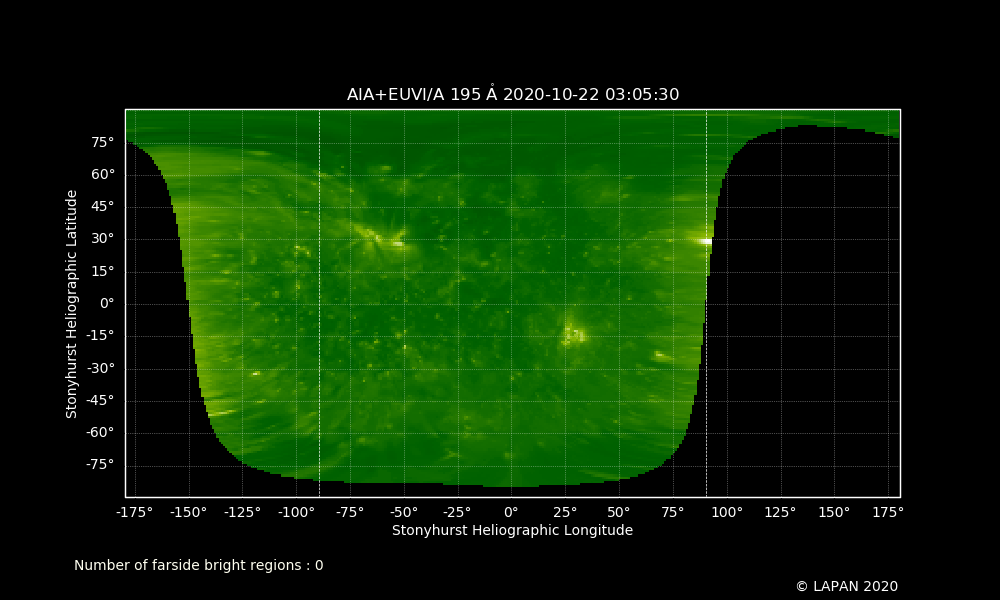 AIA+EUVI/A 195 Å 2020-10-22 03:05:30
Stonyhurst Heliographic Latitude
75°
60°
45°
30°
15°
0°
-15°
-30°
-45°
-60°
-75°
-175° -150° -125° -100° -75° -50° -25° 0° 25° 50° 75° 100° 125° 150° 175°
Stonyhurst Heliographic Longitude
Number of farside bright regions : 0
© LAPAN 2020